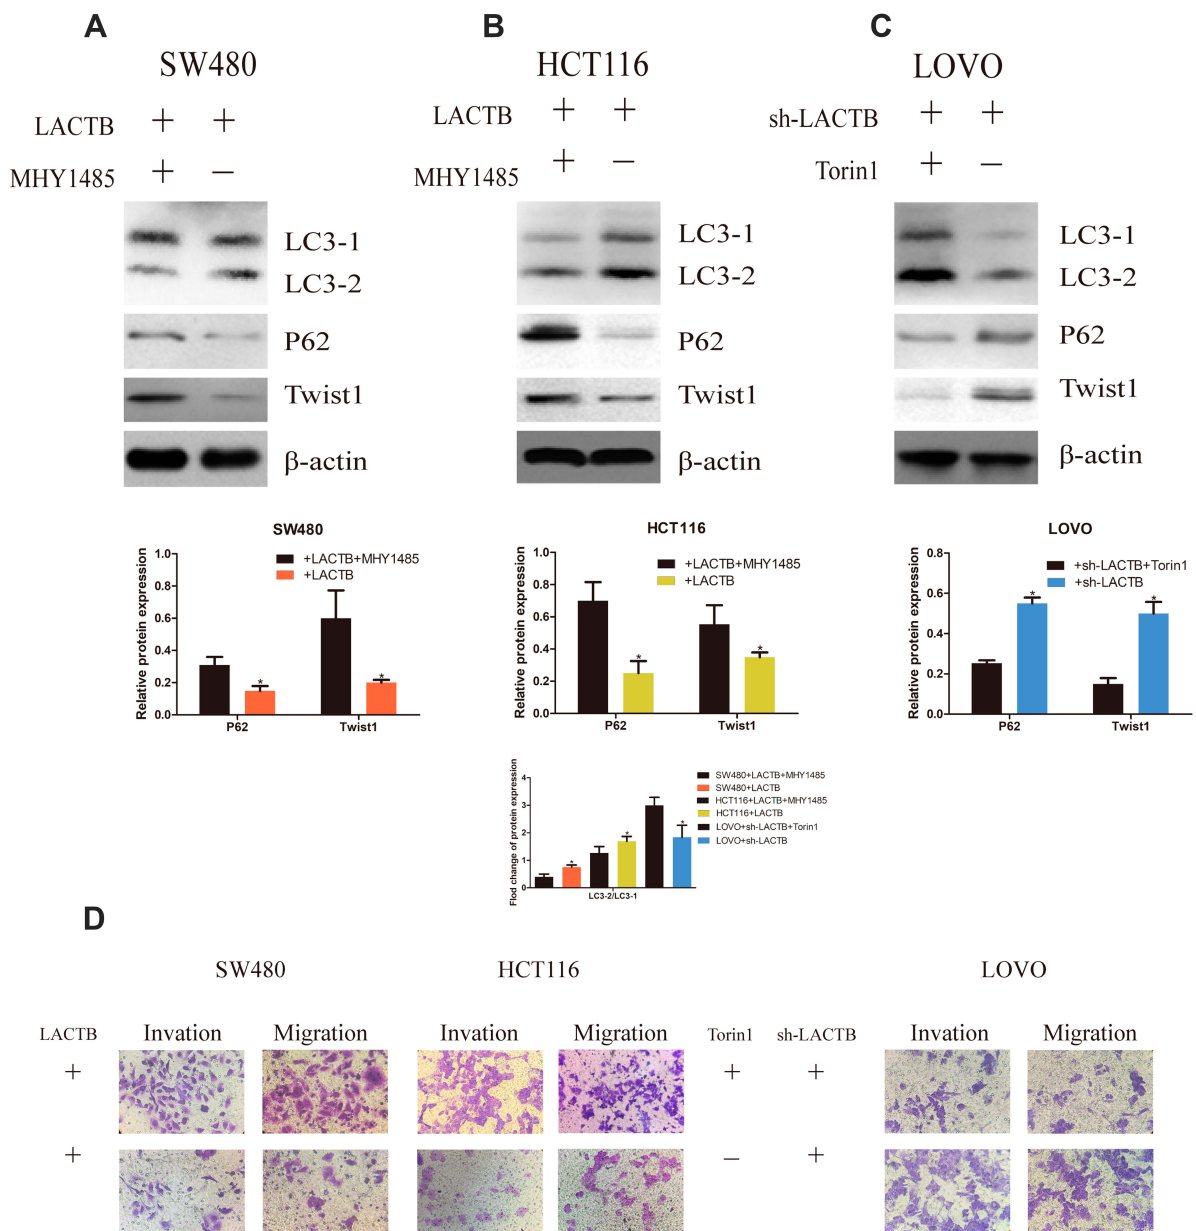 A
B
C
SW480
HCT116
LOVO
LACTB + +
MHY1485 + −
LACTB + +
MHY1485 + −
sh-LACTB + +
Torin1 + −
LC3-1
LC3-2
P62
Twist1
β-actin
LC3-1
LC3-2
P62
Twist1
β-actin
LC3-1
LC3-2
P62
Twist1
β-actin
SW480
Relative protein expression
1.0
0.8
0.6
0.4
0.2
0.0
+LACTB+MHY1485
+LACTB
*
*
P62
Twist1
HCT116
Relative protein expression
1.0
0.8
0.6
0.4
0.2
0.0
+LACTB+MHY1485
+LACTB
*
*
P62
Twist1
LOVO
Relative protein expression
0.8
0.6
0.4
0.2
0.0
+sh-LACTB+Torin1
+sh-LACTB
*
*
P62
Twist1
Flod change of protein expression
4
3
2
1
0
*
*
*
LC3-2/LC3-1
SW480+LACTB+MHY1485
SW480+LACTB
HCT116+LACTB+MHY1485
HCT116+LACTB
LOVO+sh-LACTB+Torin1
LOVO+sh-LACTB
D
SW480
HCT116
LOVO
LACTB Invation Migration Invation Migration Torin1 sh-LACTB Invation Migration
+ + +
+ − +